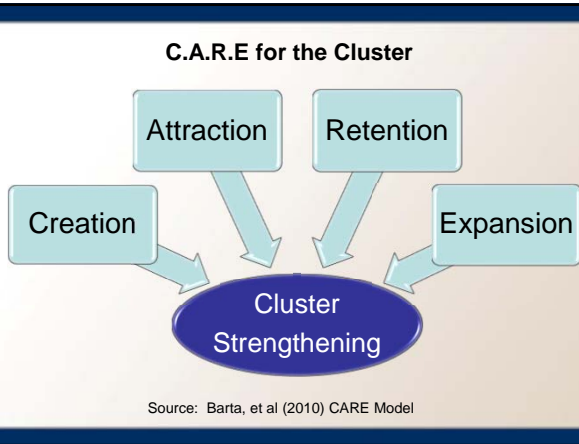 C.A.R.E for the Cluster
Attraction
Retention
Creation
Expansion
Cluster
Strengthening
Source: Barta, et al (2010) CARE Model